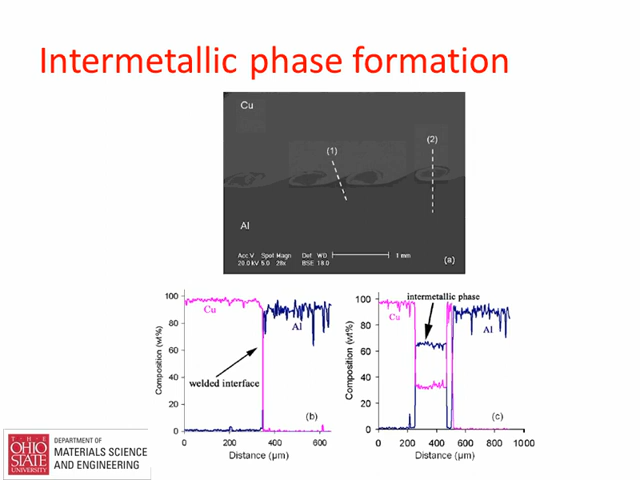 Intermetallic phase formation
Cu
(1)
(2)
Al
Acc.V Spot Magn Det WD 1 mm
20.0 kV 5.0 28x BSE 18.0 (a)
100
80
60
40
20
0
Composition (wt%)
Cu
Al
welded interface
(b)
0 200 400 600
Distance (µm)
100
80
60
40
20
0
Composition (wt%)
intermetallic phase
Cu
Al
(c)
0 200 400 600 800 1000
Distance (µm)
T·H·E
OHIO
STATE
UNIVERSITY
DEPARTMENT OF
MATERIALS SCIENCE
AND ENGINEERING